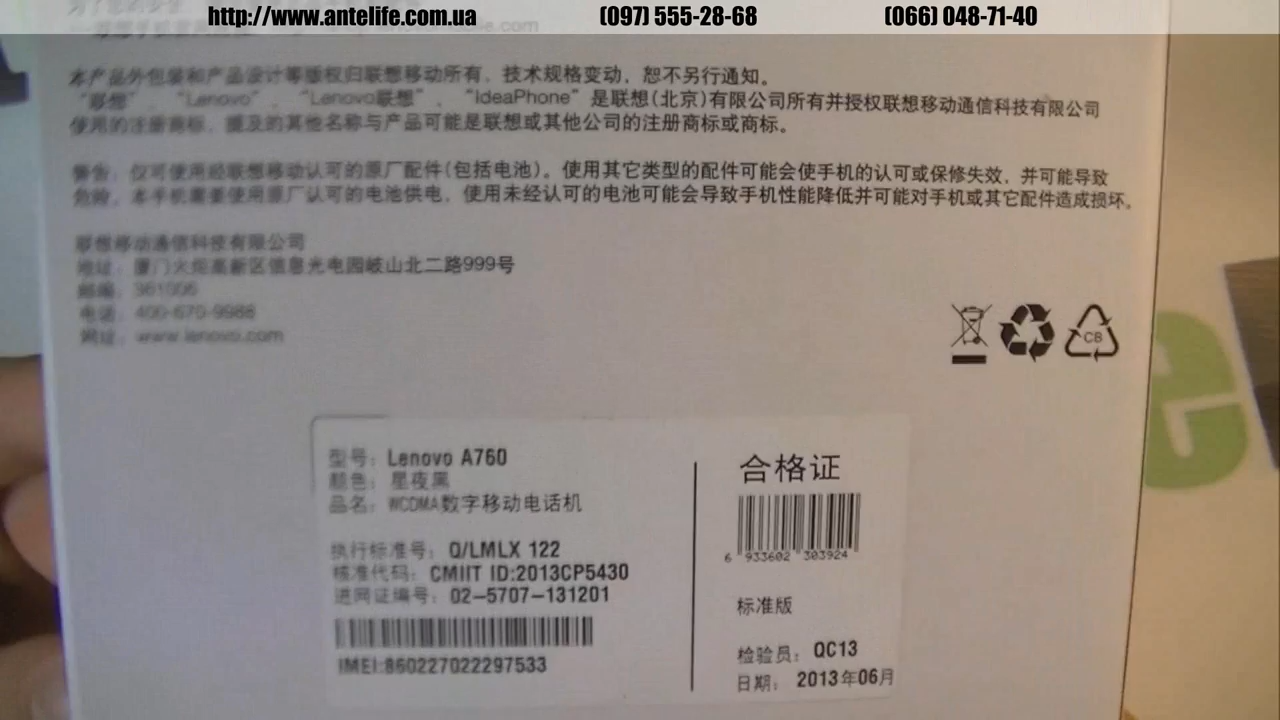 http://www.antelife.com.ua (097) 555-28-68 (066) 048-71-40
本产品外包装和产品设计等版权归联想移动所有，技术规格变动，恕不另行通知。
“联想”、“Lenovo”、“Lenovo联想”、“IdeaPhone”是联想(北京)有限公司所有并授权联想移动通信科技有限公司
使用的注册商标，提及的其他名称与产品可能是联想或其他公司的注册商标或商标。
警告：仅可使用经联想移动认可的原厂配件(包括电池)。使用其它类型的配件可能会使手机的认可或保修失效，并可能导致
危险。本手机需要使用原厂认可的电池供电，使用未经认可的电池可能会导致手机性能降低并可能对手机或其它配件造成损坏。
联想移动通信科技有限公司
地址：厦门火炬高新区信息光电园岐山北二路999号
邮编：361006
电话：400-670-9988
网址：www.lenovo.com
CB
型号：Lenovo A760
颜色：星夜黑
品名：WCDMA数字移动电话机
执行标准号：Q/LMLX 122
核准代码：CMIIT ID:2013CP5430
进网证编号：02-5707-131201
IMEI:860227022297533
合格证
6 933602 303924
标准版
检验员：QC13
日期：2013年06月
e